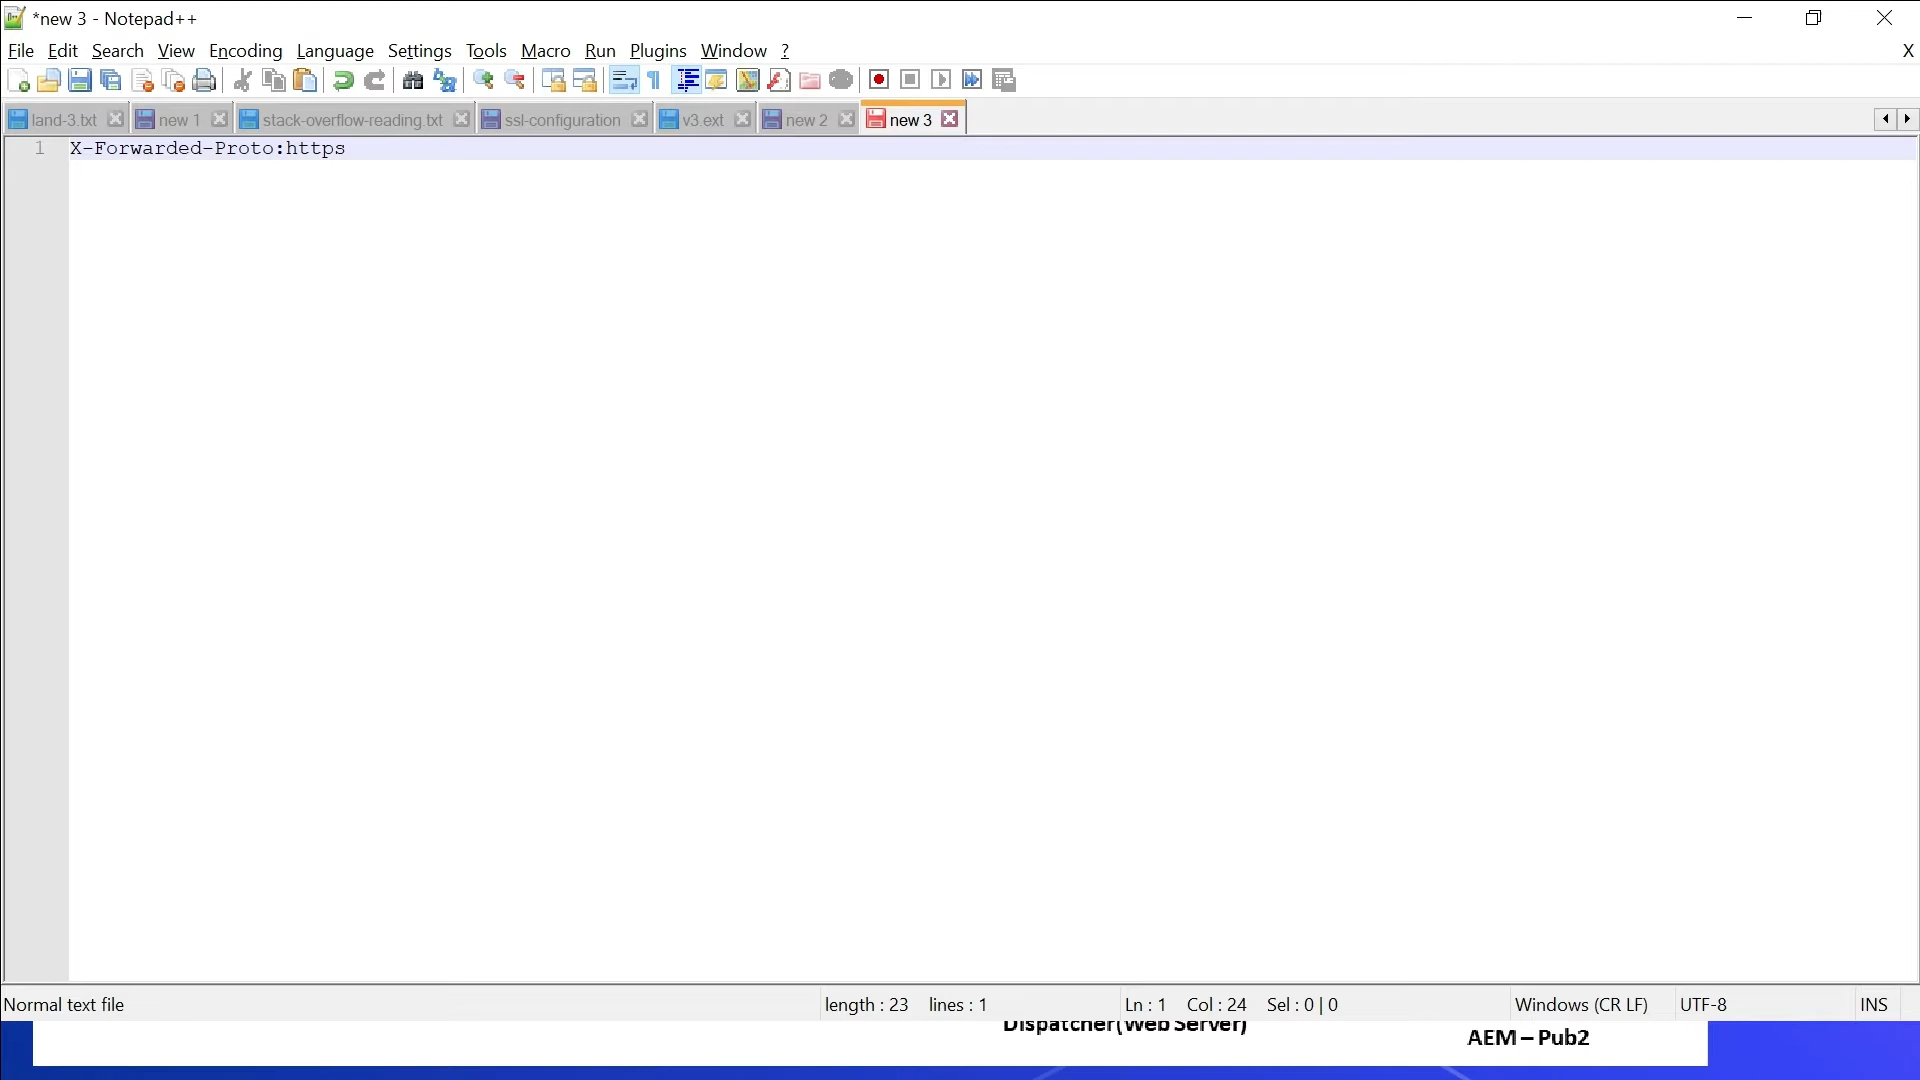 *new 3 - Notepad++
File Edit Search View Encoding Language Settings Tools Macro Run Plugins Window ? X
land-3.txt new 1 stack-overflow-reading.txt ssl-configuration v3.ext new 2 new 3
1 X-Forwarded-Proto:https
Normal text file length : 23 lines : 1 Ln : 1 Col : 24 Sel : 0 | 0 Windows (CR LF) UTF-8 INS
Dispatcher(Web Server)
AEM – Pub2